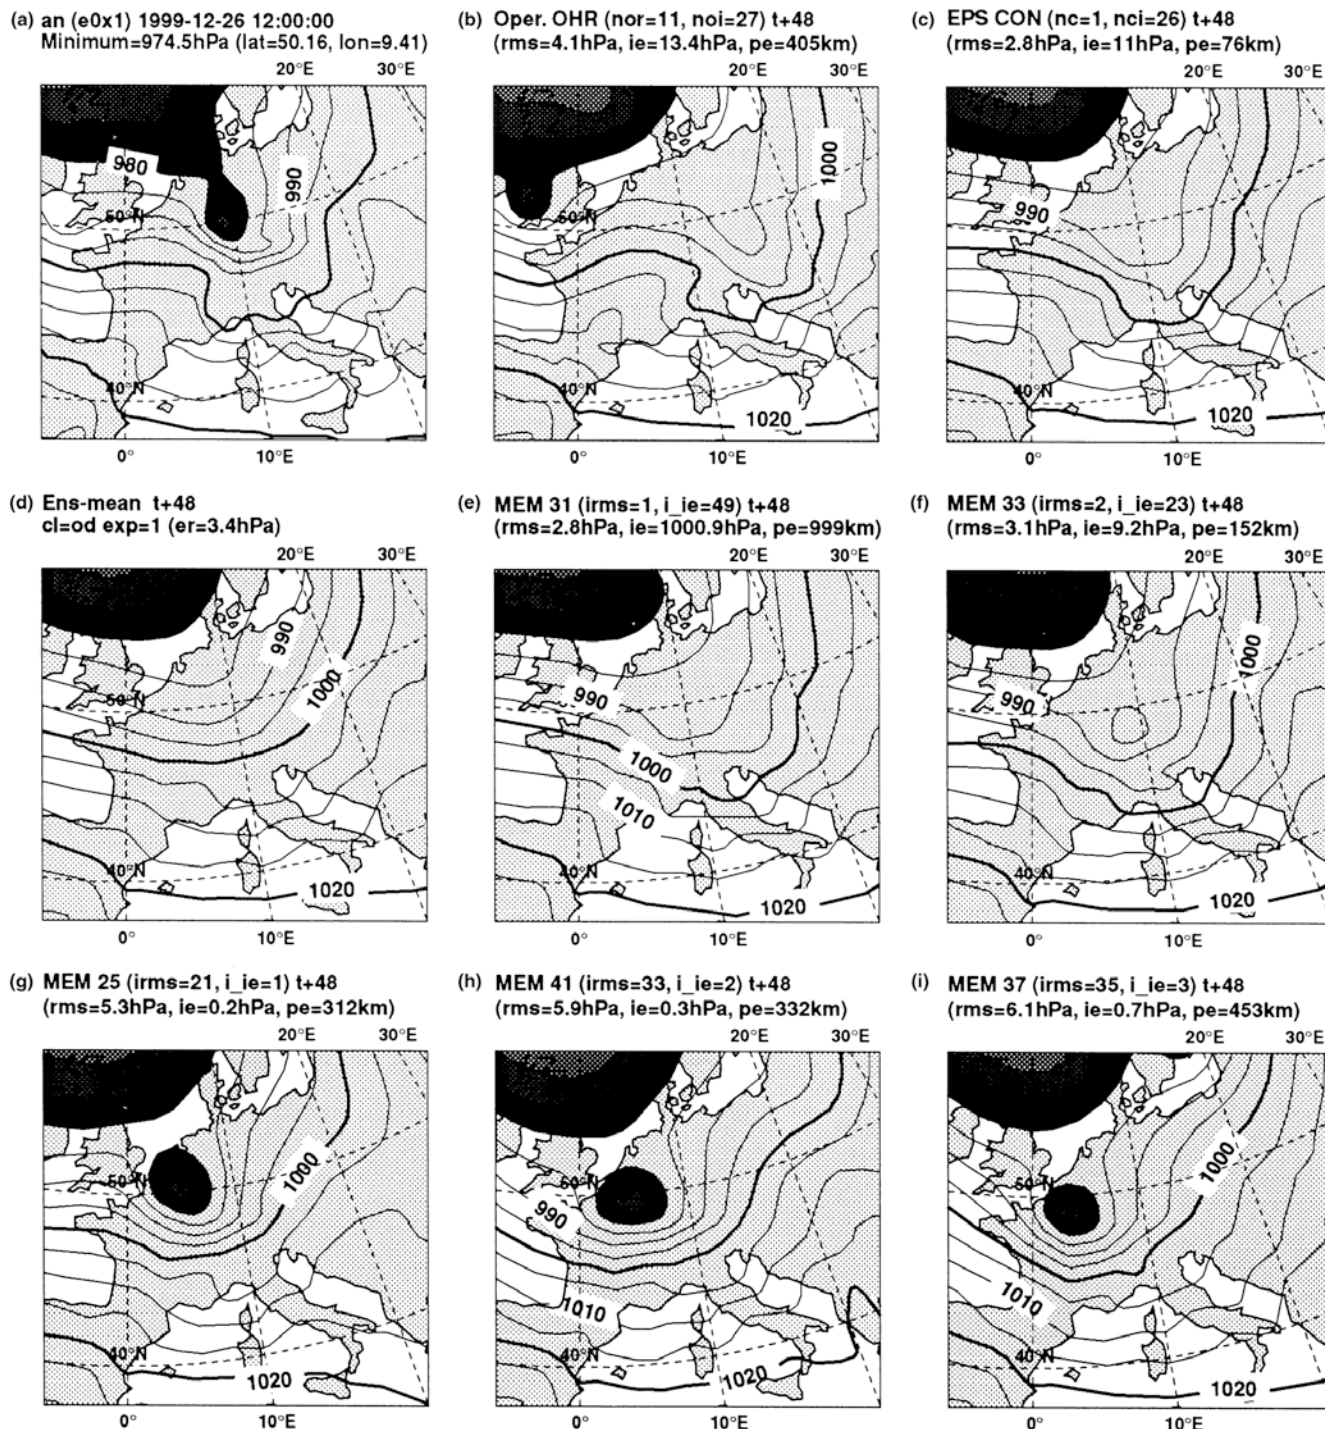 (a) an (e0x1) 1999-12-26 12:00:00
Minimum=974.5hPa (lat=50.16, lon=9.41)
20°E 30°E
980
990
50°N
40°N
0° 10°E
(b) Oper. OHR (nor=11, noi=27) t+48
(rms=4.1hPa, ie=13.4hPa, pe=405km)
20°E 30°E
1000
50°N
40°N
1020
0° 10°E
(c) EPS CON (nc=1, nci=26) t+48
(rms=2.8hPa, ie=11hPa, pe=76km)
20°E 30°E
990
50°N
40°N
1020
0° 10°E
(d) Ens-mean t+48
cl=od exp=1 (er=3.4hPa)
20°E 30°E
990
50°N
1000
40°N
1020
0° 10°E
(e) MEM 31 (irms=1, i_ie=49) t+48
(rms=2.8hPa, ie=1000.9hPa, pe=999km)
20°E 30°E
990
50°N
1000
1010
40°N
1020
0° 10°E
(f) MEM 33 (irms=2, i_ie=23) t+48
(rms=3.1hPa, ie=9.2hPa, pe=152km)
20°E 30°E
1000
990
50°N
40°N
1020
0° 10°E
(g) MEM 25 (irms=21, i_ie=1) t+48
(rms=5.3hPa, ie=0.2hPa, pe=312km)
20°E 30°E
1000
50°N
40°N
1020
0° 10°E
(h) MEM 41 (irms=33, i_ie=2) t+48
(rms=5.9hPa, ie=0.3hPa, pe=332km)
20°E 30°E
50°N
990
1010
40°N
1020
0° 10°E
(i) MEM 37 (irms=35, i_ie=3) t+48
(rms=6.1hPa, ie=0.7hPa, pe=453km)
20°E 30°E
1000
50°N
1010
40°N
1020
0° 10°E